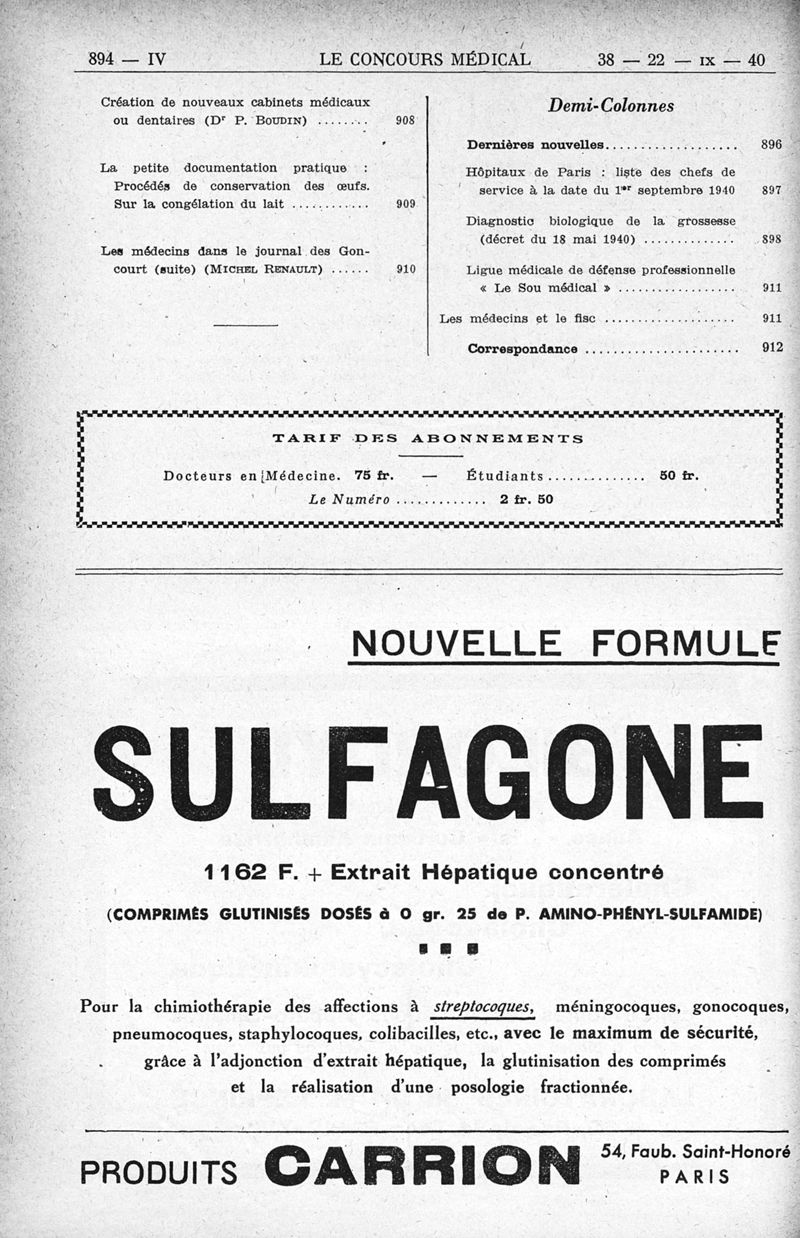 894 — IV LE CONCOURS MÉDICAL 38 — 22 — IX — 40
Création de nouveaux cabinets médicaux
ou dentaires (Dr P. BOUDIN) ........ 908
La petite documentation pratique :
Procédés de conservation des œufs.
Sur la congélation du lait ............ 909
Les médecins dans le journal des Gon-
court (suite) (MICHEL RENAULT) ...... 910
Demi-Colonnes
Dernières nouvelles................... 896
Hôpitaux de Paris : liste des chefs de
service à la date du 1er septembre 1940 897
Diagnostic biologique de la grossesse
(décret du 18 mai 1940) .............. 898
Ligue médicale de défense professionnelle
« Le Sou médical » .................. 911
Les médecins et le fisc .................... 911
Correspondance ....................... 912
TARIF DES ABONNEMENTS
Docteurs en Médecine. 75 fr. — Étudiants.............. 50 fr.
Le Numéro ............. 2 fr. 50
NOUVELLE FORMULE
SULFAGONE
1162 F. + Extrait Hépatique concentré
(COMPRIMÉS GLUTINISÉS DOSÉS à 0 gr. 25 de P. AMINO-PHÉNYL-SULFAMIDE)
Pour la chimiothérapie des affections à streptocoques, méningocoques, gonocoques,
pneumocoques, staphylocoques, colibacilles, etc., avec le maximum de sécurité,
grâce à l'adjonction d'extrait hépatique, la glutinisation des comprimés
et la réalisation d'une posologie fractionnée.
PRODUITS CARRION 54, Faub. Saint-Honoré
PARIS